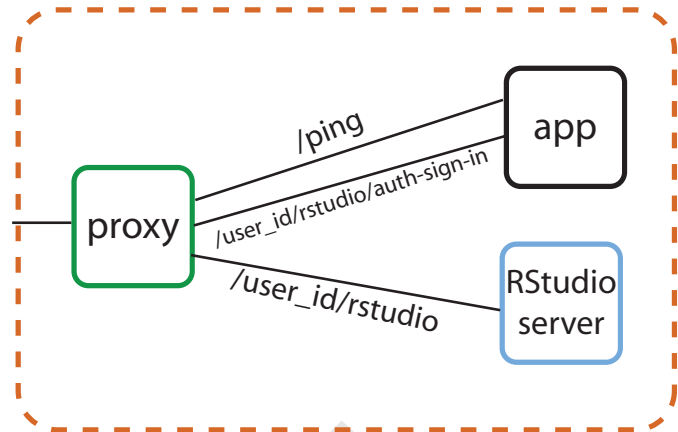 /ping
app
proxy
/user_id/rstudio/auth-sign-in
/user_id/rstudio
RStudio
server